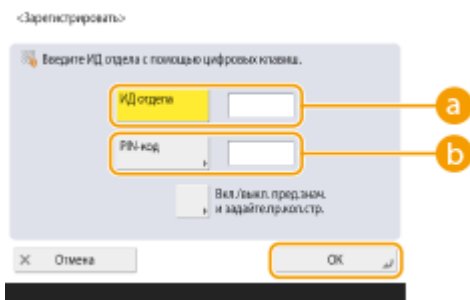 <Зарегистрировать>
Введите ИД отдела с помощью цифровых клавиш.
ИД отдела
a
PIN-код
b
Вкл./выкл. пред.знач.
и задайте.пр.коп.стр.
Отмена
OK